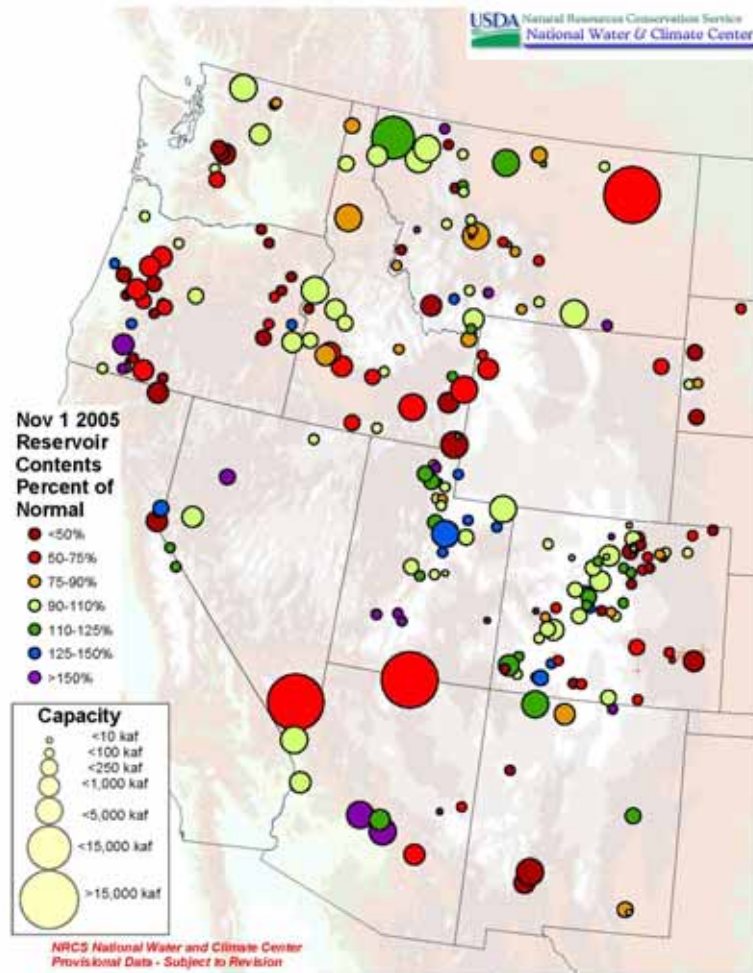 USDA Natural Resources Conservation Service
National Water & Climate Center
Nov 1 2005
Reservoir
Contents
Percent of
Normal
<50%
50-75%
75-90%
90-110%
110-125%
125-150%
>150%
Capacity
<10 kaf
<100 kaf
<250 kaf
<1,000 kaf
<5,000 kaf
<15,000 kaf
>15,000 kaf
NRCS National Water and Climate Center
Provisional Data - Subject to Revision